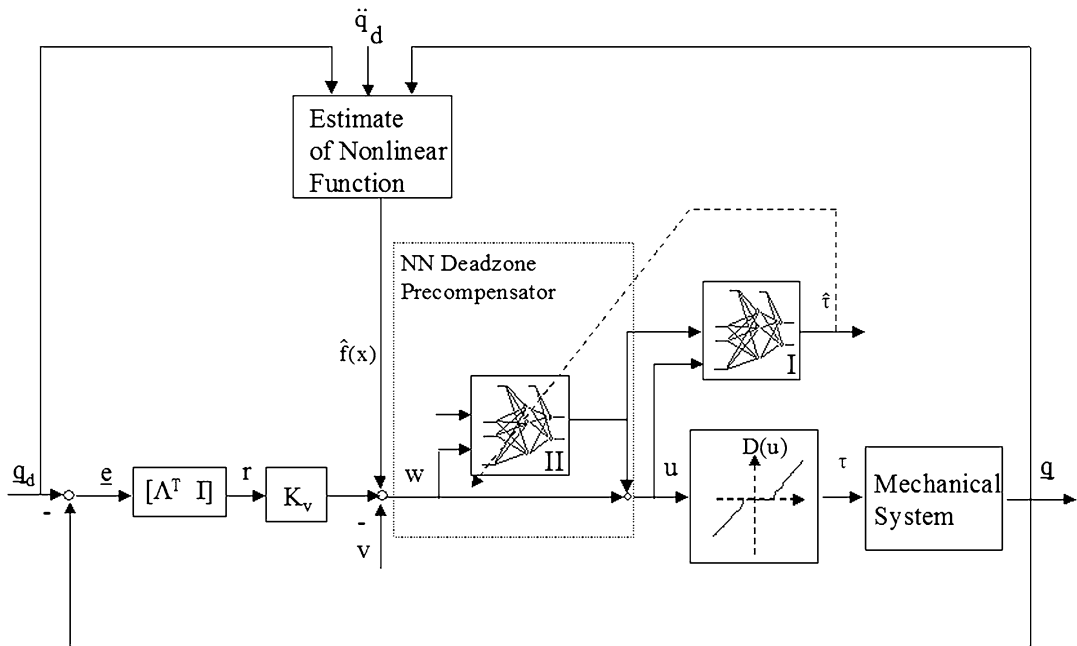 q̈d
Estimate
of Nonlinear
Function
NN Deadzone
Precompensator
f̂(x)
τ̂
I
II
qd
-
e
[Λᵀ I]
r
Kv
-
v
w
u
D(u)
τ
Mechanical
System
q